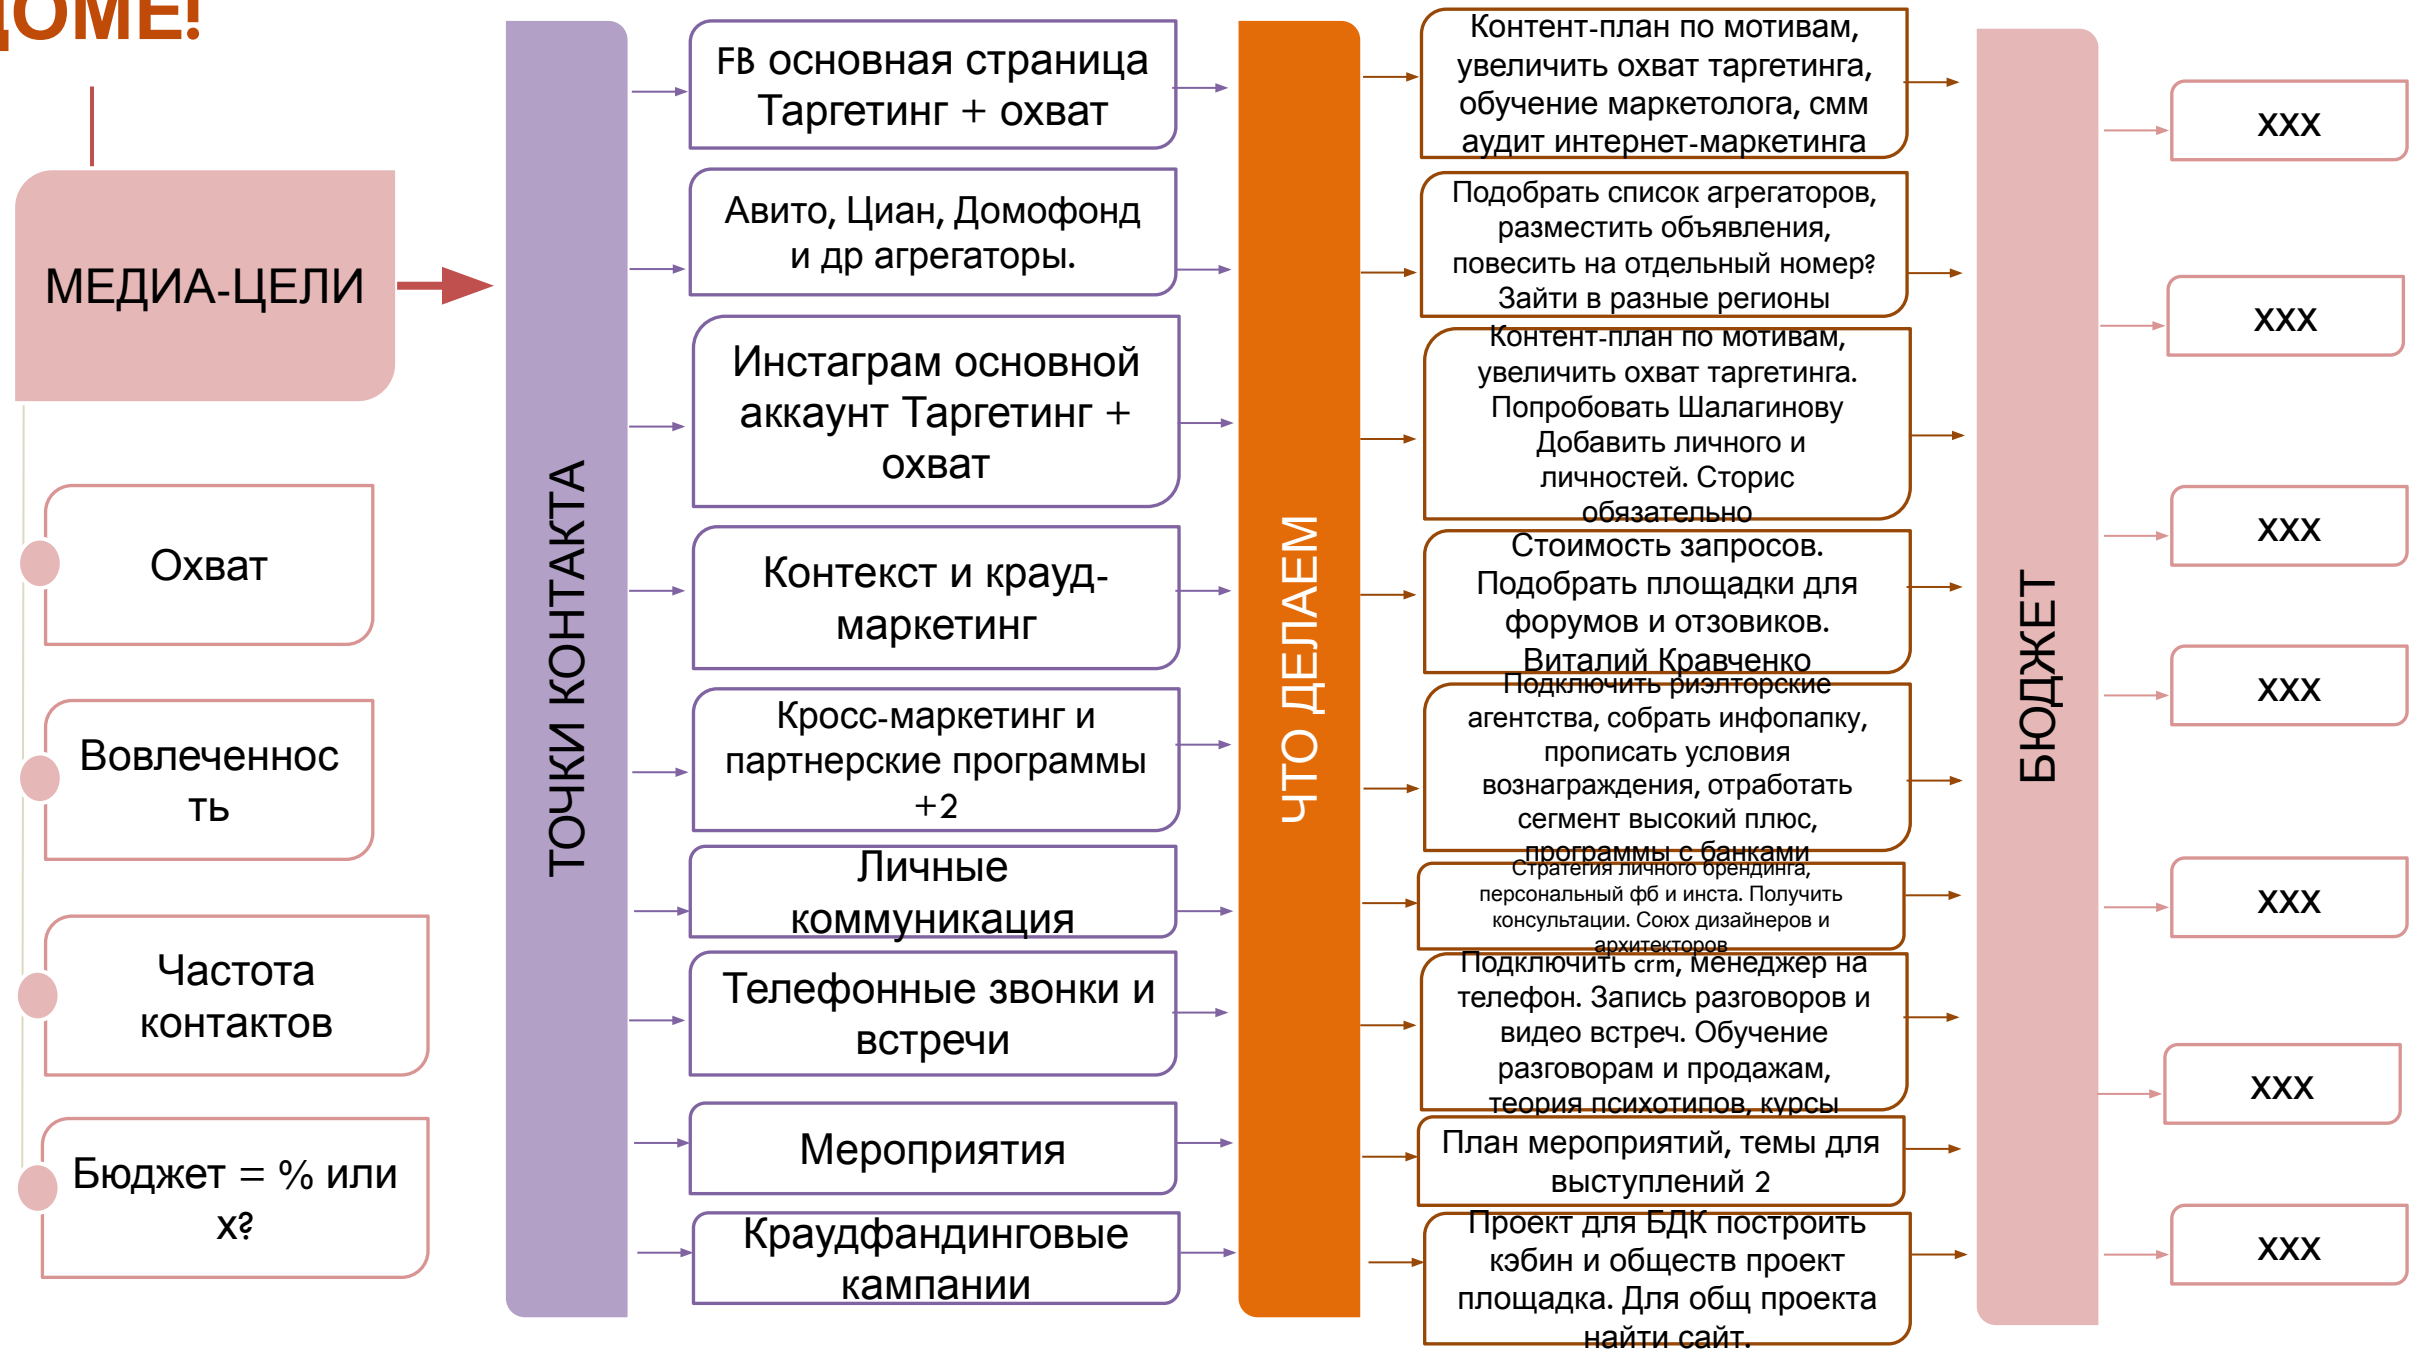 ДОМЕ!
МЕДИА-ЦЕЛИ
Охват
Вовлеченнос
ть
Частота
контактов
Бюджет = % или
х?
ТОЧКИ КОНТАКТА
FB основная страница
Таргетинг + охват
Авито, Циан, Домофонд
и др агрегаторы.
Инстаграм основной
аккаунт Таргетинг +
охват
Контекст и крауд-
маркетинг
Кросс-маркетинг и
партнерские программы
+2
Личные
коммуникация
Телефонные звонки и
встречи
Мероприятия
Краудфандинговые
кампании
ЧТО ДЕЛАЕМ
Контент-план по мотивам,
увеличить охват таргетинга,
обучение маркетолога, смм
аудит интернет-маркетинга
Подобрать список агрегаторов,
разместить объявления,
повесить на отдельный номер?
Зайти в разные регионы
Контент-план по мотивам,
увеличить охват таргетинга.
Попробовать Шалагинову
Добавить личного и
личностей. Сторис
обязательно
Стоимость запросов.
Подобрать площадки для
форумов и отзовиков.
Виталий Кравченко
Подключить риэлторские
агентства, собрать инфопапку,
прописать условия
вознаграждения, отработать
сегмент высокий плюс,
программы с банками
Стратегия личного брендинга,
персональный фб и инста. Получить
консультации. Союх дизайнеров и
архитекторов
Подключить crm, менеджер на
телефон. Запись разговоров и
видео встреч. Обучение
разговорам и продажам,
теория психотипов, курсы
План мероприятий, темы для
выступлений 2
Проект для БДК построить
кэбин и обществ проект
площадка. Для общ проекта
найти сайт.
БЮДЖЕТ
ххх
ххх
ххх
ххх
ххх
ххх
ххх